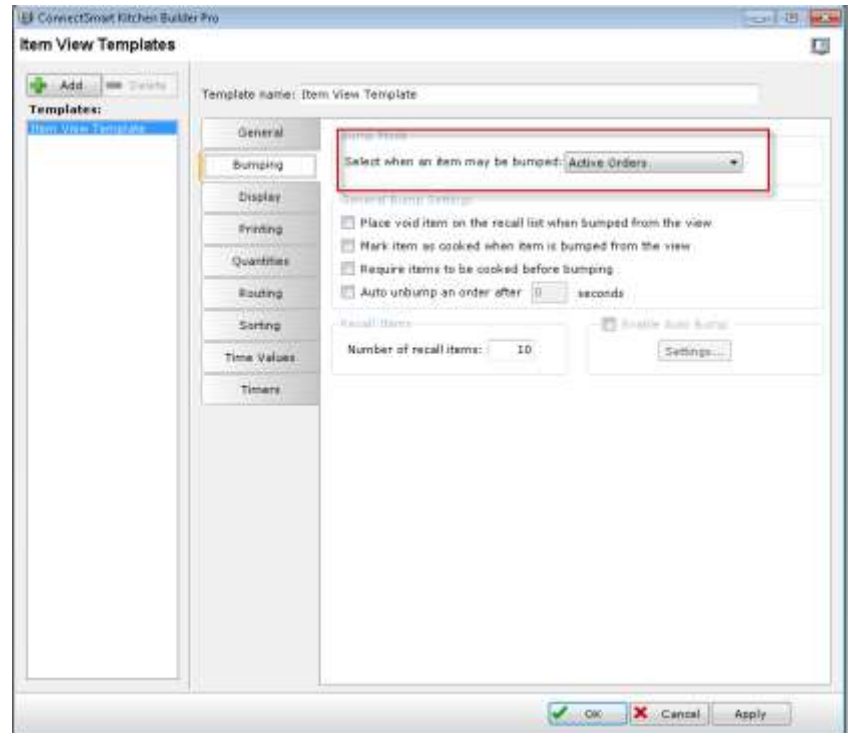 ConnectSmart Kitchen Builder Pro
Item View Templates
Add Delete
Templates:
Item View Template
Template name: Item View Template
General
Bumping
Display
Printing
Quantities
Routing
Sorting
Time Values
Timers
Bump Mode
Select when an item may be bumped: Active Orders
General Bump Settings
Place void item on the recall list when bumped from the view
Mark item as cooked when item is bumped from the view
Require items to be cooked before bumping
Auto unbump an order after 0 seconds
Recall Items
Number of recall items: 10
Enable Auto Bump
Settings...
OK Cancel Apply